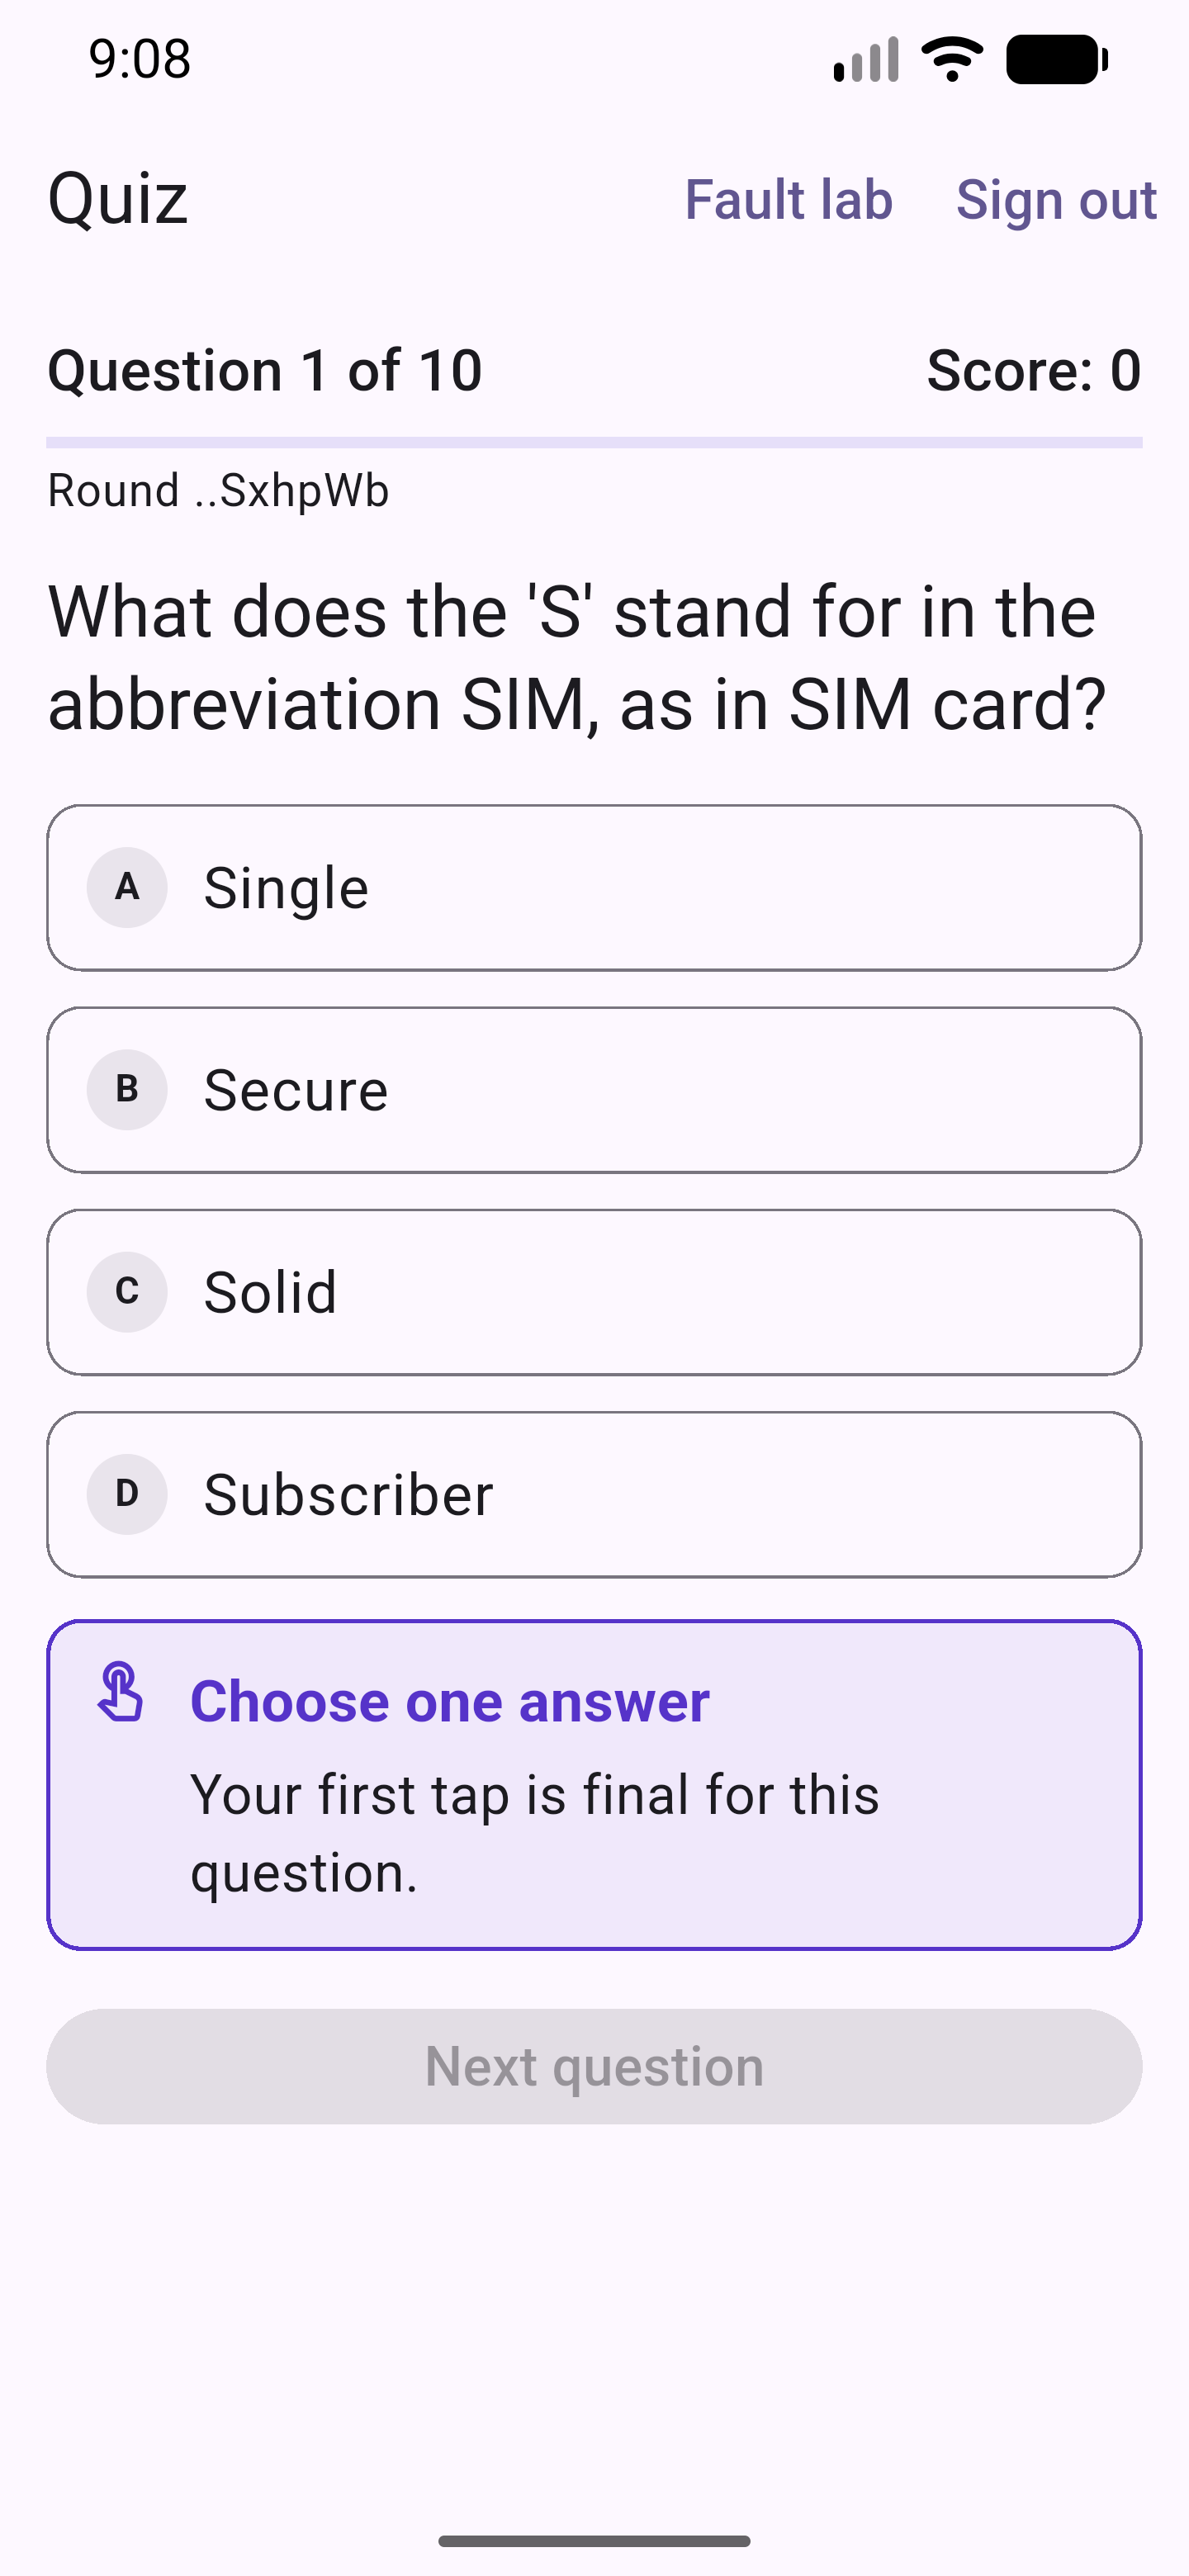 9:08
Quiz
Fault lab
Sign out
Question 1 of 10
Score: 0
Round ..SxhpWb
What does the 'S' stand for in the
abbreviation SIM, as in SIM card?
A Single
B Secure
C Solid
D Subscriber
Choose one answer
Your first tap is final for this
question.
Next question